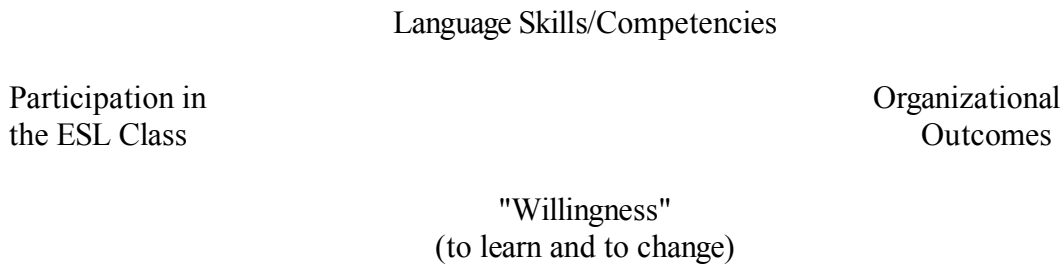 Language Skills/Competencies
Participation in
the ESL Class
Organizational
Outcomes
"Willingness"
(to learn and to change)